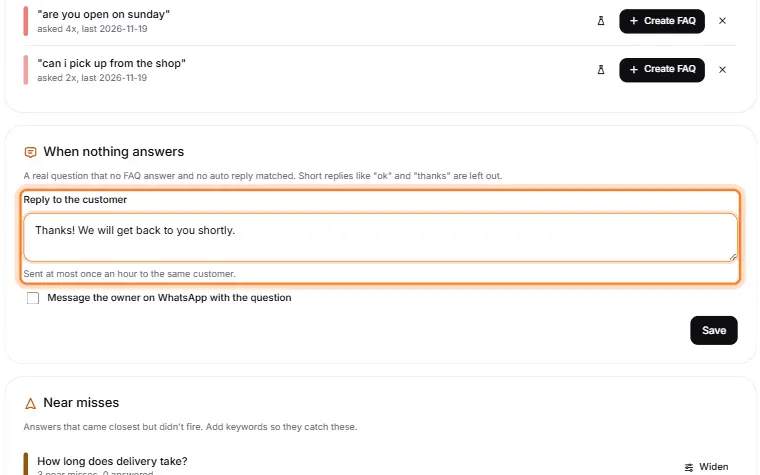 "are you open on sunday"
asked 4x, last 2026-11-19
+ Create FAQ
"can i pick up from the shop"
asked 2x, last 2026-11-19
+ Create FAQ
When nothing answers
A real question that no FAQ answer and no auto reply matched. Short replies like "ok" and "thanks" are left out.
Reply to the customer
Thanks! We will get back to you shortly.
Sent at most once an hour to the same customer.
Message the owner on WhatsApp with the question
Save
Near misses
Answers that came closest but didn't fire. Add keywords so they catch these.
How long does delivery take?
3 near misses, 0 answered
Widen